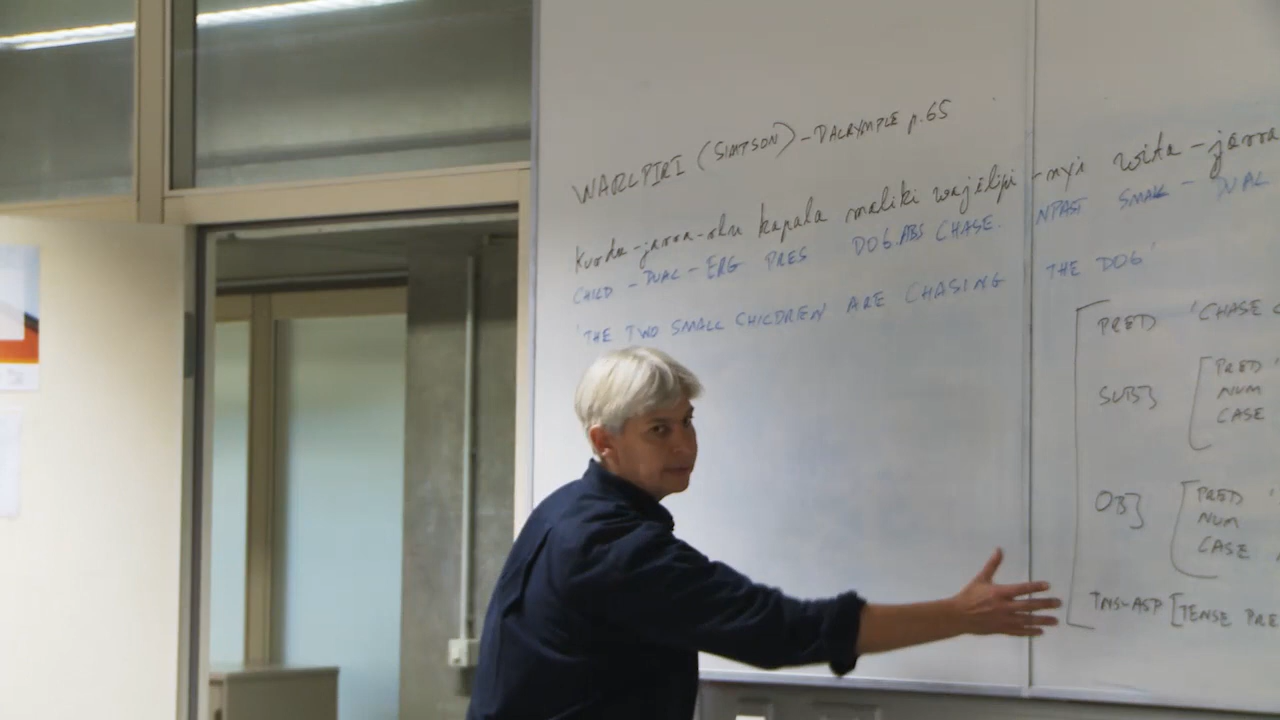 WARLPIRI (SIMPSON) - DALRYMPLE p.65
Kurdu-jarra-rlu kapala maliki wajilipi -nyi wita-jarra
CHILD - DUAL - ERG PRES DOG.ABS CHASE. NPAST SMALL - DUAL
'THE TWO SMALL CHILDREN ARE CHASING THE DOG'
PRED 'CHASE
SUBJ
PRED '
NUM
CASE
OBJ
PRED '
NUM
CASE
TNS-ASP [TENSE PRE